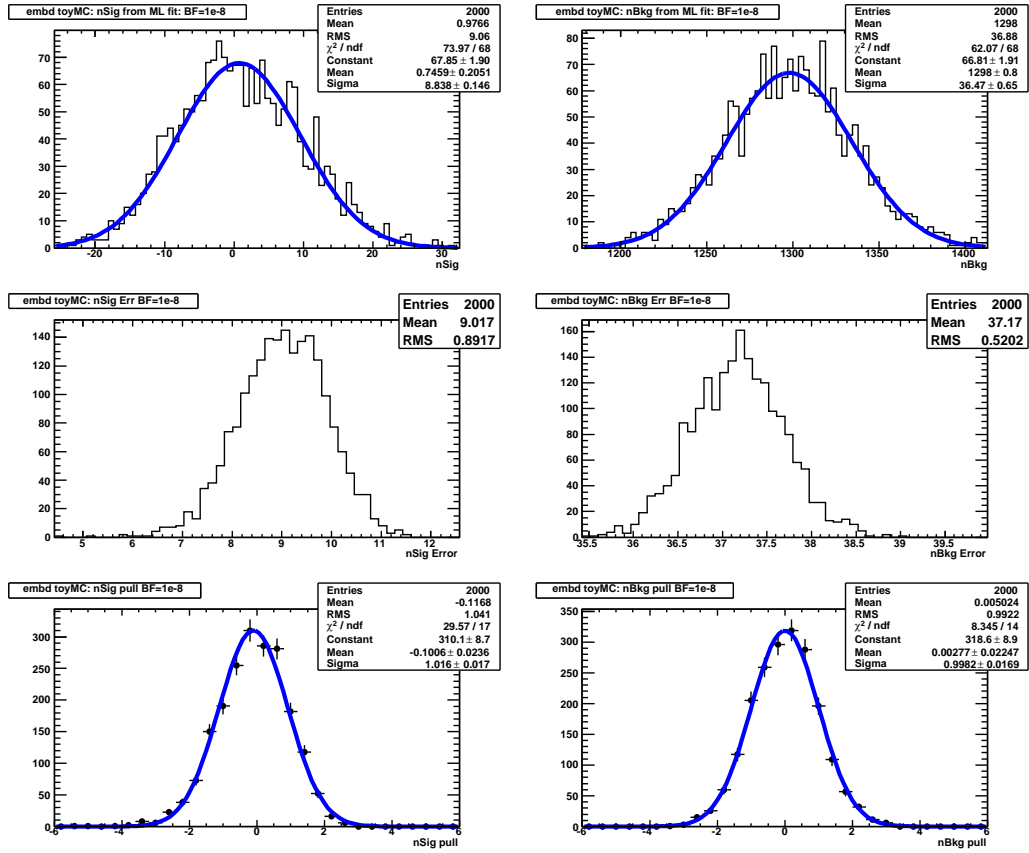 embd toyMC: nSig from ML fit: BF=1e-8
Entries 2000
Mean 0.9766
RMS 9.06
χ² / ndf 73.97 / 68
Constant 67.85 ± 1.90
Mean 0.7459 ± 0.2051
Sigma 8.838 ± 0.146
80
70
60
50
40
30
20
10
0
-20 -10 0 10 20 30
nSig
embd toyMC: nBkg from ML fit: BF=1e-8
Entries 2000
Mean 1298
RMS 36.88
χ² / ndf 62.07 / 68
Constant 66.81 ± 1.91
Mean 1298 ± 0.8
Sigma 36.47 ± 0.65
80
70
60
50
40
30
20
10
0
1200 1250 1300 1350 1400
nBkg
embd toyMC: nSig Err BF=1e-8
Entries 2000
Mean 9.017
RMS 0.8917
140
120
100
80
60
40
20
0
5 6 7 8 9 10 11 12
nSig Error
embd toyMC: nBkg Err BF=1e-8
Entries 2000
Mean 37.17
RMS 0.5202
160
140
120
100
80
60
40
20
0
35.5 36 36.5 37 37.5 38 38.5 39 39.5
nBkg Error
embd toyMC: nSig pull BF=1e-8
Entries 2000
Mean -0.1168
RMS 1.041
χ² / ndf 29.57 / 17
Constant 310.1 ± 8.7
Mean -0.1006 ± 0.0236
Sigma 1.016 ± 0.017
300
250
200
150
100
50
0
-6 -4 -2 0 2 4 6
nSig pull
embd toyMC: nBkg pull BF=1e-8
Entries 2000
Mean 0.005024
RMS 0.9922
χ² / ndf 8.345 / 14
Constant 318.6 ± 8.9
Mean 0.00277 ± 0.02247
Sigma 0.9982 ± 0.0169
350
300
250
200
150
100
50
0
-6 -4 -2 0 2 4 6
nBkg pull